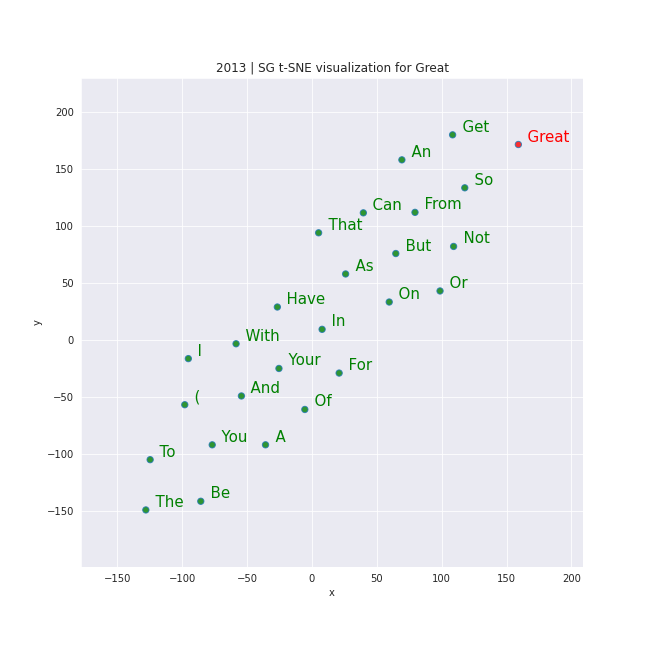 2013 | SG t-SNE visualization for Great
200
150
100
50
0
−50
−100
−150
y
Get
Great
An
So
Can
From
That
Not
But
As
Or
On
Have
In
With
I
Your
For
And
(
Of
You
A
To
Be
The
−150
−100
−50
0
50
100
150
200
x